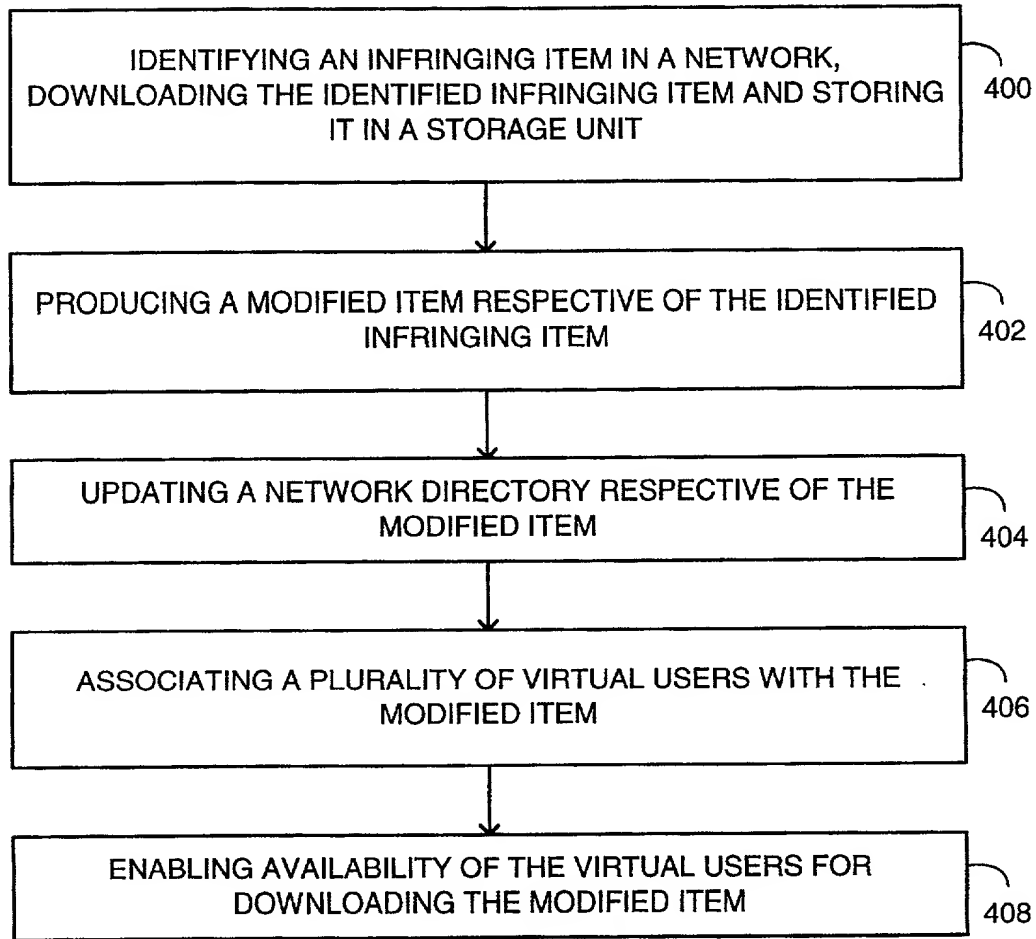 IDENTIFYING AN INFRINGING ITEM IN A NETWORK,
DOWNLOADING THE IDENTIFIED INFRINGING ITEM AND STORING
IT IN A STORAGE UNIT
400
PRODUCING A MODIFIED ITEM RESPECTIVE OF THE IDENTIFIED
INFRINGING ITEM
402
UPDATING A NETWORK DIRECTORY RESPECTIVE OF THE
MODIFIED ITEM
404
ASSOCIATING A PLURALITY OF VIRTUAL USERS WITH THE
MODIFIED ITEM
406
ENABLING AVAILABILITY OF THE VIRTUAL USERS FOR
DOWNLOADING THE MODIFIED ITEM
408